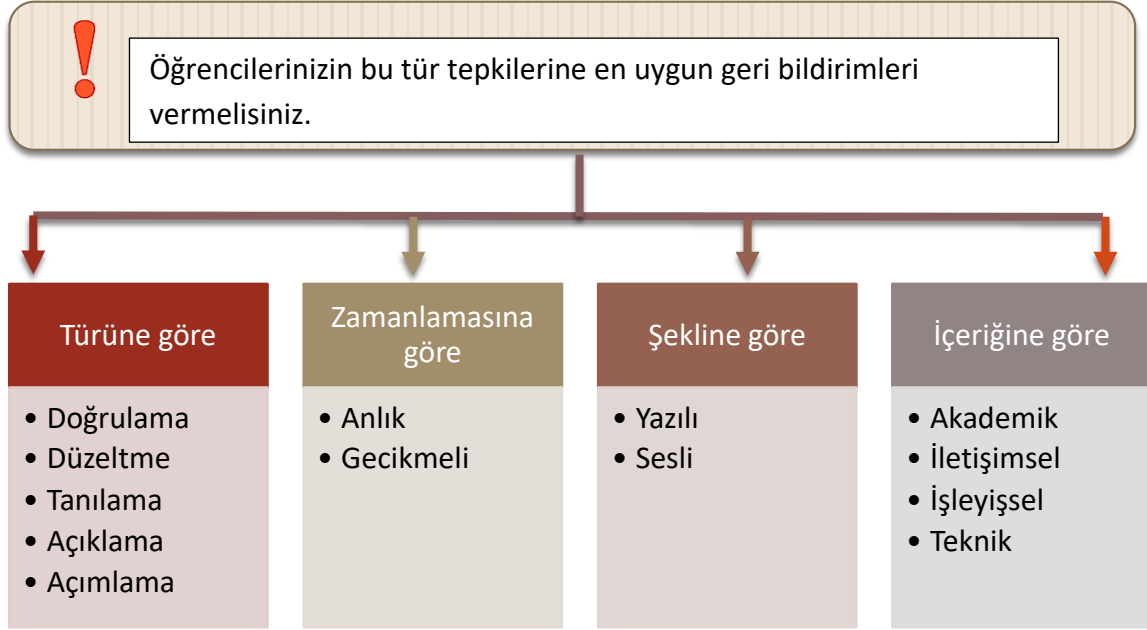 Öğrencilerinizin bu tür tepkilerine en uygun geri bildirimleri
vermelisiniz.
Türüne göre
• Doğrulama
• Düzeltme
• Tanılama
• Açıklama
• Açımlama
Zamanlamasına
göre
• Anlık
• Gecikmeli
Şekline göre
• Yazılı
• Sesli
İçeriğine göre
• Akademik
• İletişimsel
• İşleyişsel
• Teknik